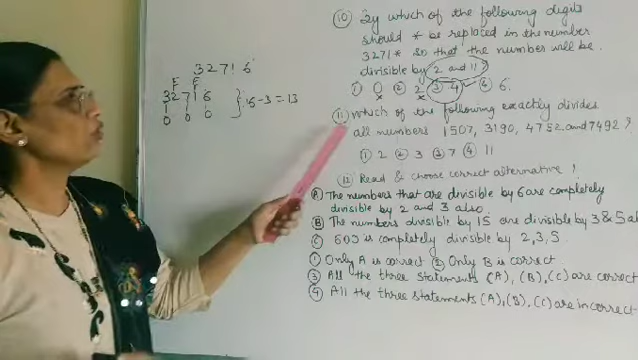 3271 6
F F
3 2 7 1 6
0 0 0
15-3=13
⑩ By which of the following digits
should * be replaced in the number
3271* so that the number will be
divisible by 2 and 11?
① 0 ② 2 ③ 4 ④ 6.
⑪ Which of the following exactly divides
all numbers 1507, 3190, 4752 and 7492?
① 2 ② 3 ③ 7 ④ 11
⑫ Read & choose correct alternative!
Ⓐ The numbers that are divisible by 6 are completely
divisible by 2 and 3 also.
Ⓑ The numbers divisible by 15 are divisible by 3 & 5 al
Ⓒ 600 is completely divisible by 2,3,5.
① Only A is correct ② Only B is correct
③ All the three statements (A), (B), (C) are correct
④ All the three statements (A), (B), (C) are incorrect